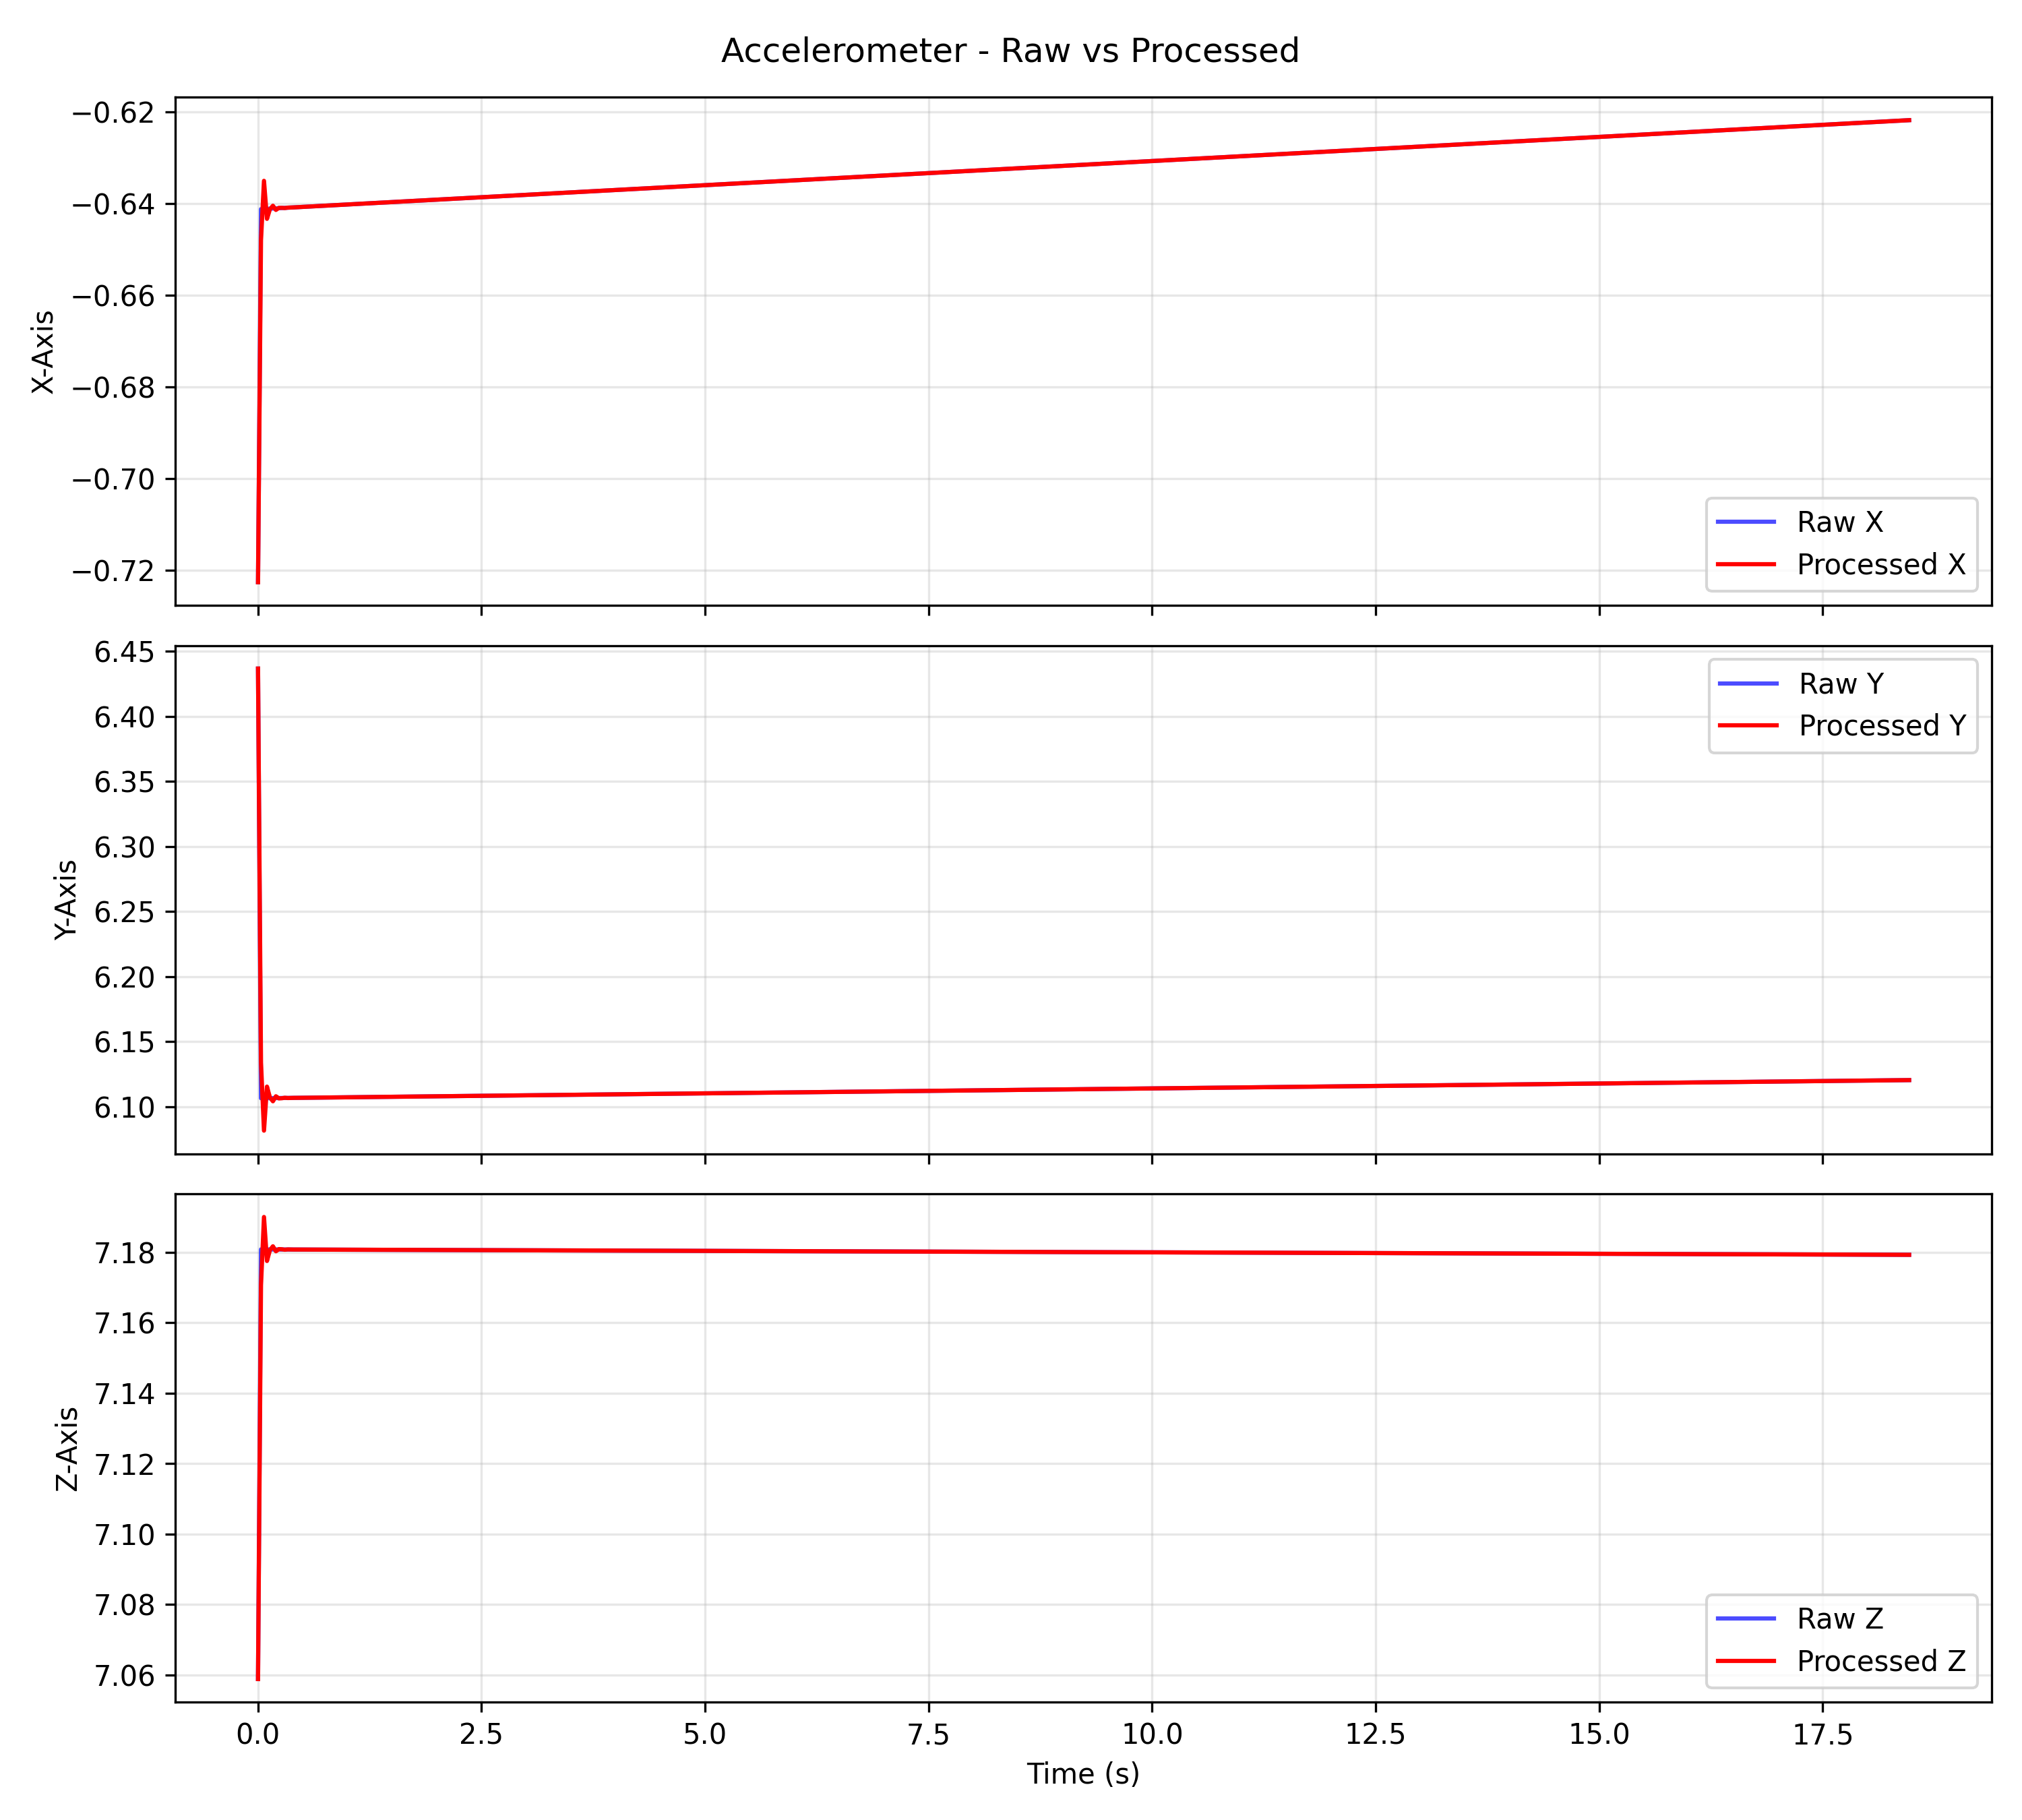 Accelerometer - Raw vs Processed
X-Axis
−0.62
−0.64
−0.66
−0.68
−0.70
−0.72
Raw X
Processed X
Y-Axis
6.45
6.40
6.35
6.30
6.25
6.20
6.15
6.10
Raw Y
Processed Y
Z-Axis
7.18
7.16
7.14
7.12
7.10
7.08
7.06
Raw Z
Processed Z
0.0 2.5 5.0 7.5 10.0 12.5 15.0 17.5
Time (s)